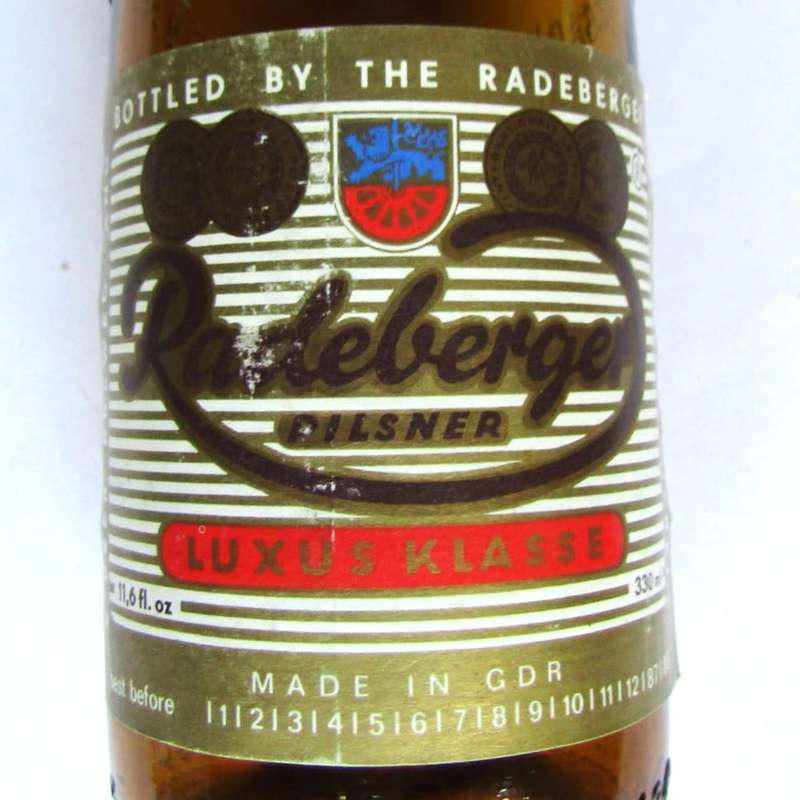 BOTTLED BY THE RADEBERGER
®
Radeberger
PILSNER
LUXUS KLASSE
11,6 fl. oz
330
MADE IN GDR
best before
|1|2|3|4|5|6|7|8|9|10|11|12|87|